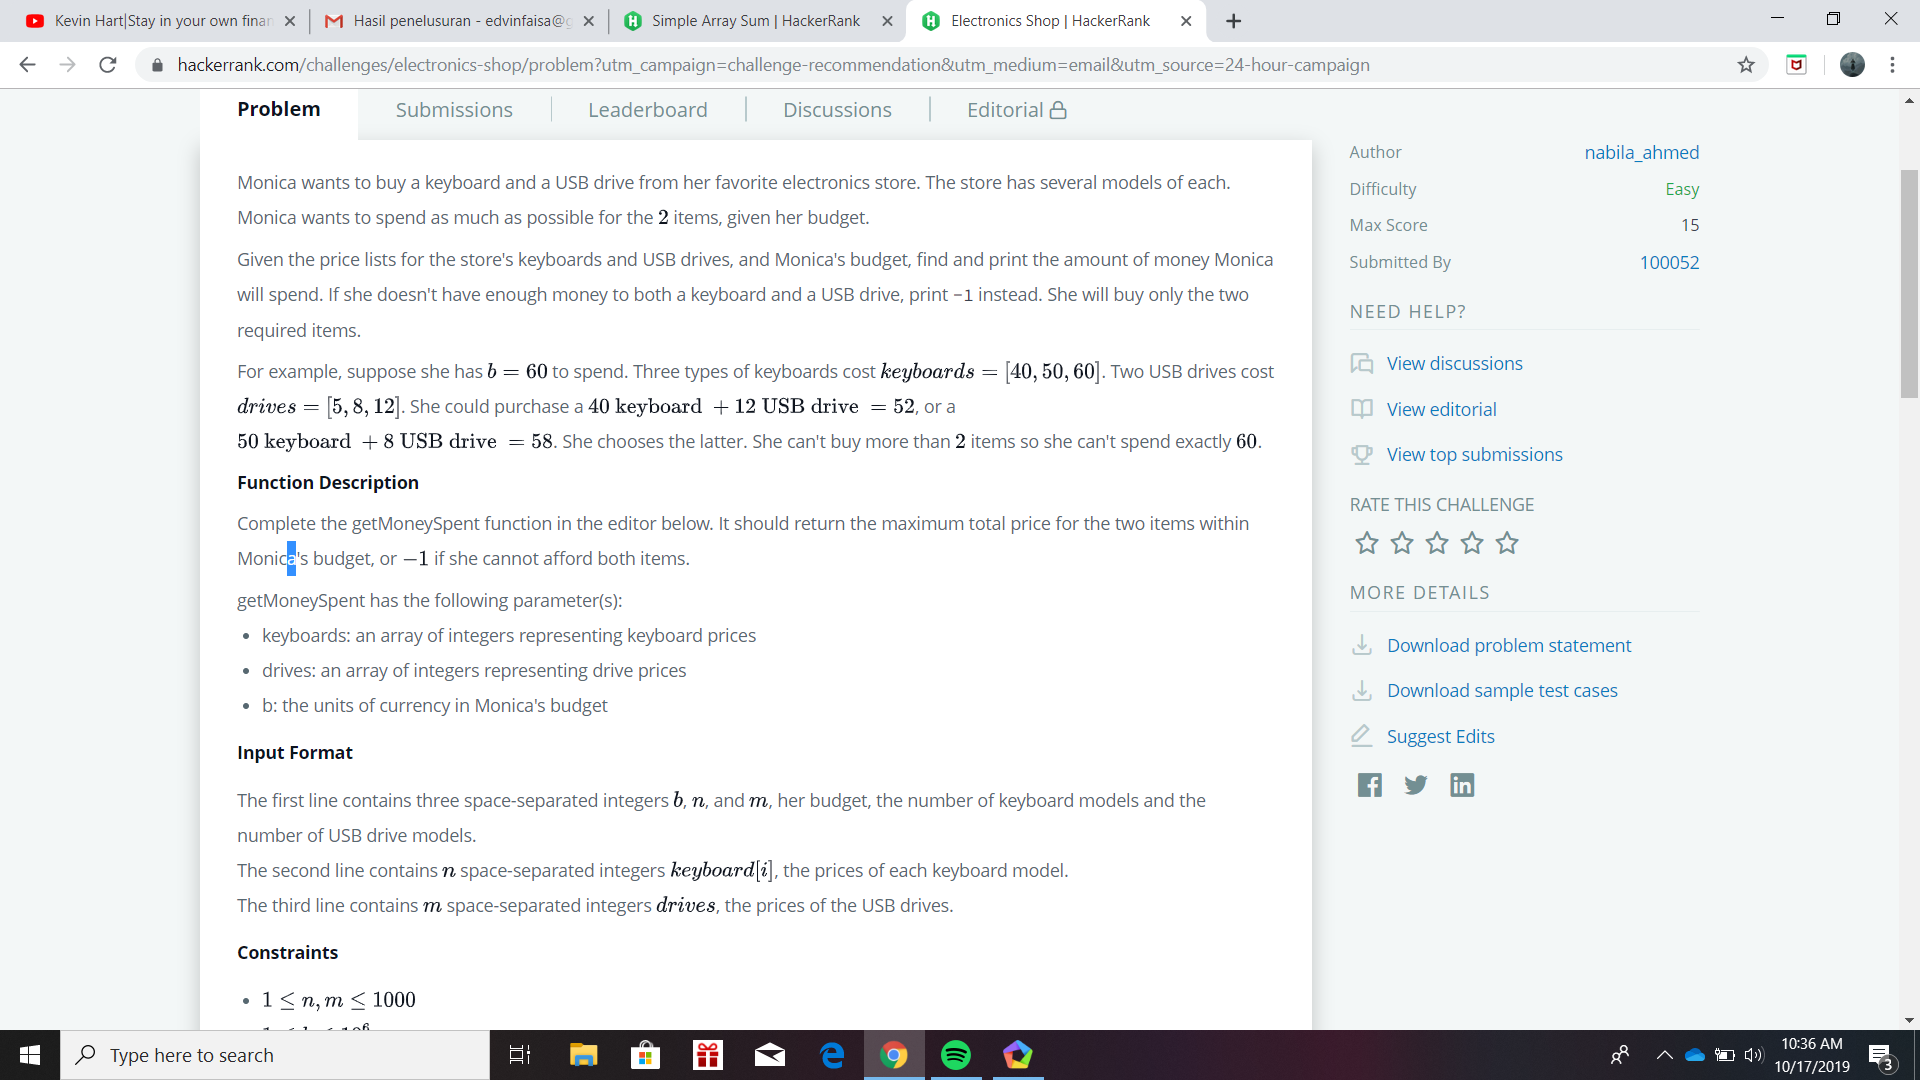 Kevin Hart|Stay in your own finan
Hasil penelusuran - edvinfaisa@g
Simple Array Sum | HackerRank
Electronics Shop | HackerRank
hackerrank.com/challenges/electronics-shop/problem?utm_campaign=challenge-recommendation&utm_medium=email&utm_source=24-hour-campaign
Problem
Submissions
Leaderboard
Discussions
Editorial
Monica wants to buy a keyboard and a USB drive from her favorite electronics store. The store has several models of each.
Monica wants to spend as much as possible for the 2 items, given her budget.
Given the price lists for the store's keyboards and USB drives, and Monica's budget, find and print the amount of money Monica
will spend. If she doesn't have enough money to both a keyboard and a USB drive, print -1 instead. She will buy only the two
required items.
For example, suppose she has b = 60 to spend. Three types of keyboards cost keyboards = [40, 50, 60]. Two USB drives cost
drives = [5, 8, 12]. She could purchase a 40 keyboard + 12 USB drive = 52, or a
50 keyboard + 8 USB drive = 58. She chooses the latter. She can't buy more than 2 items so she can't spend exactly 60.
Function Description
Complete the getMoneySpent function in the editor below. It should return the maximum total price for the two items within
Monica's budget, or −1 if she cannot afford both items.
getMoneySpent has the following parameter(s):
• keyboards: an array of integers representing keyboard prices
• drives: an array of integers representing drive prices
• b: the units of currency in Monica's budget
Input Format
The first line contains three space-separated integers b, n, and m, her budget, the number of keyboard models and the
number of USB drive models.
The second line contains n space-separated integers keyboard[i], the prices of each keyboard model.
The third line contains m space-separated integers drives, the prices of the USB drives.
Constraints
• 1 ≤ n, m ≤ 1000
Author nabila_ahmed
Difficulty Easy
Max Score 15
Submitted By 100052
NEED HELP?
View discussions
View editorial
View top submissions
RATE THIS CHALLENGE
MORE DETAILS
Download problem statement
Download sample test cases
Suggest Edits
Type here to search
10:36 AM
10/17/2019
3